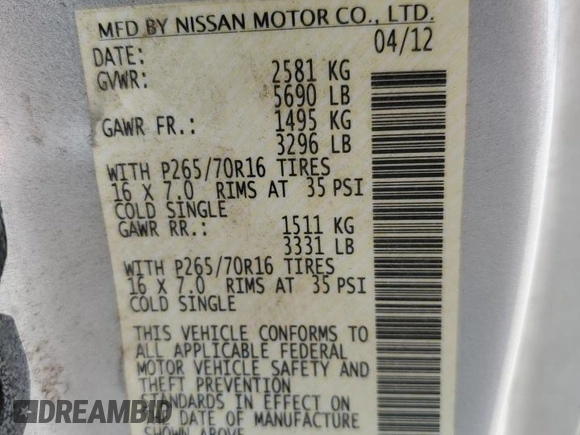 MFD BY NISSAN MOTOR CO., LTD.
DATE: 04/12
GVWR: 2581 KG
5690 LB
GAWR FR.: 1495 KG
3296 LB
WITH P265/70R16 TIRES
16 X 7.0 RIMS AT 35 PSI
COLD SINGLE
GAWR RR.: 1511 KG
3331 LB
WITH P265/70R16 TIRES
16 X 7.0 RIMS AT 35 PSI
COLD SINGLE
THIS VEHICLE CONFORMS TO
ALL APPLICABLE FEDERAL
MOTOR VEHICLE SAFETY AND
THEFT PREVENTION
STANDARDS IN EFFECT ON
DATE OF MANUFACTURE
SHOWN ABOVE
DREAMBID